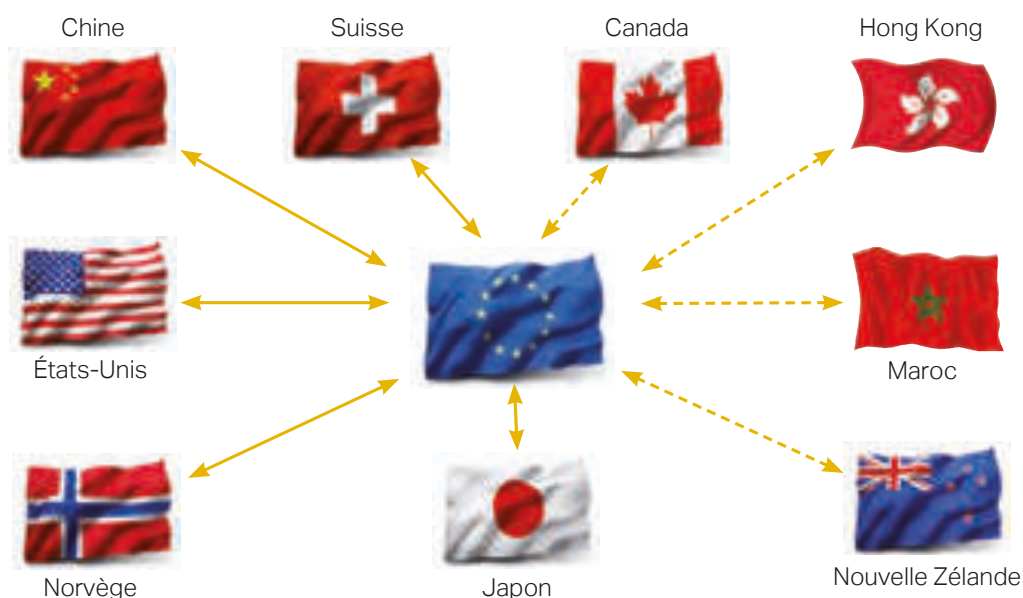 Chine
Suisse
Canada
Hong Kong
États-Unis
Maroc
Norvège
Japon
Nouvelle Zélande